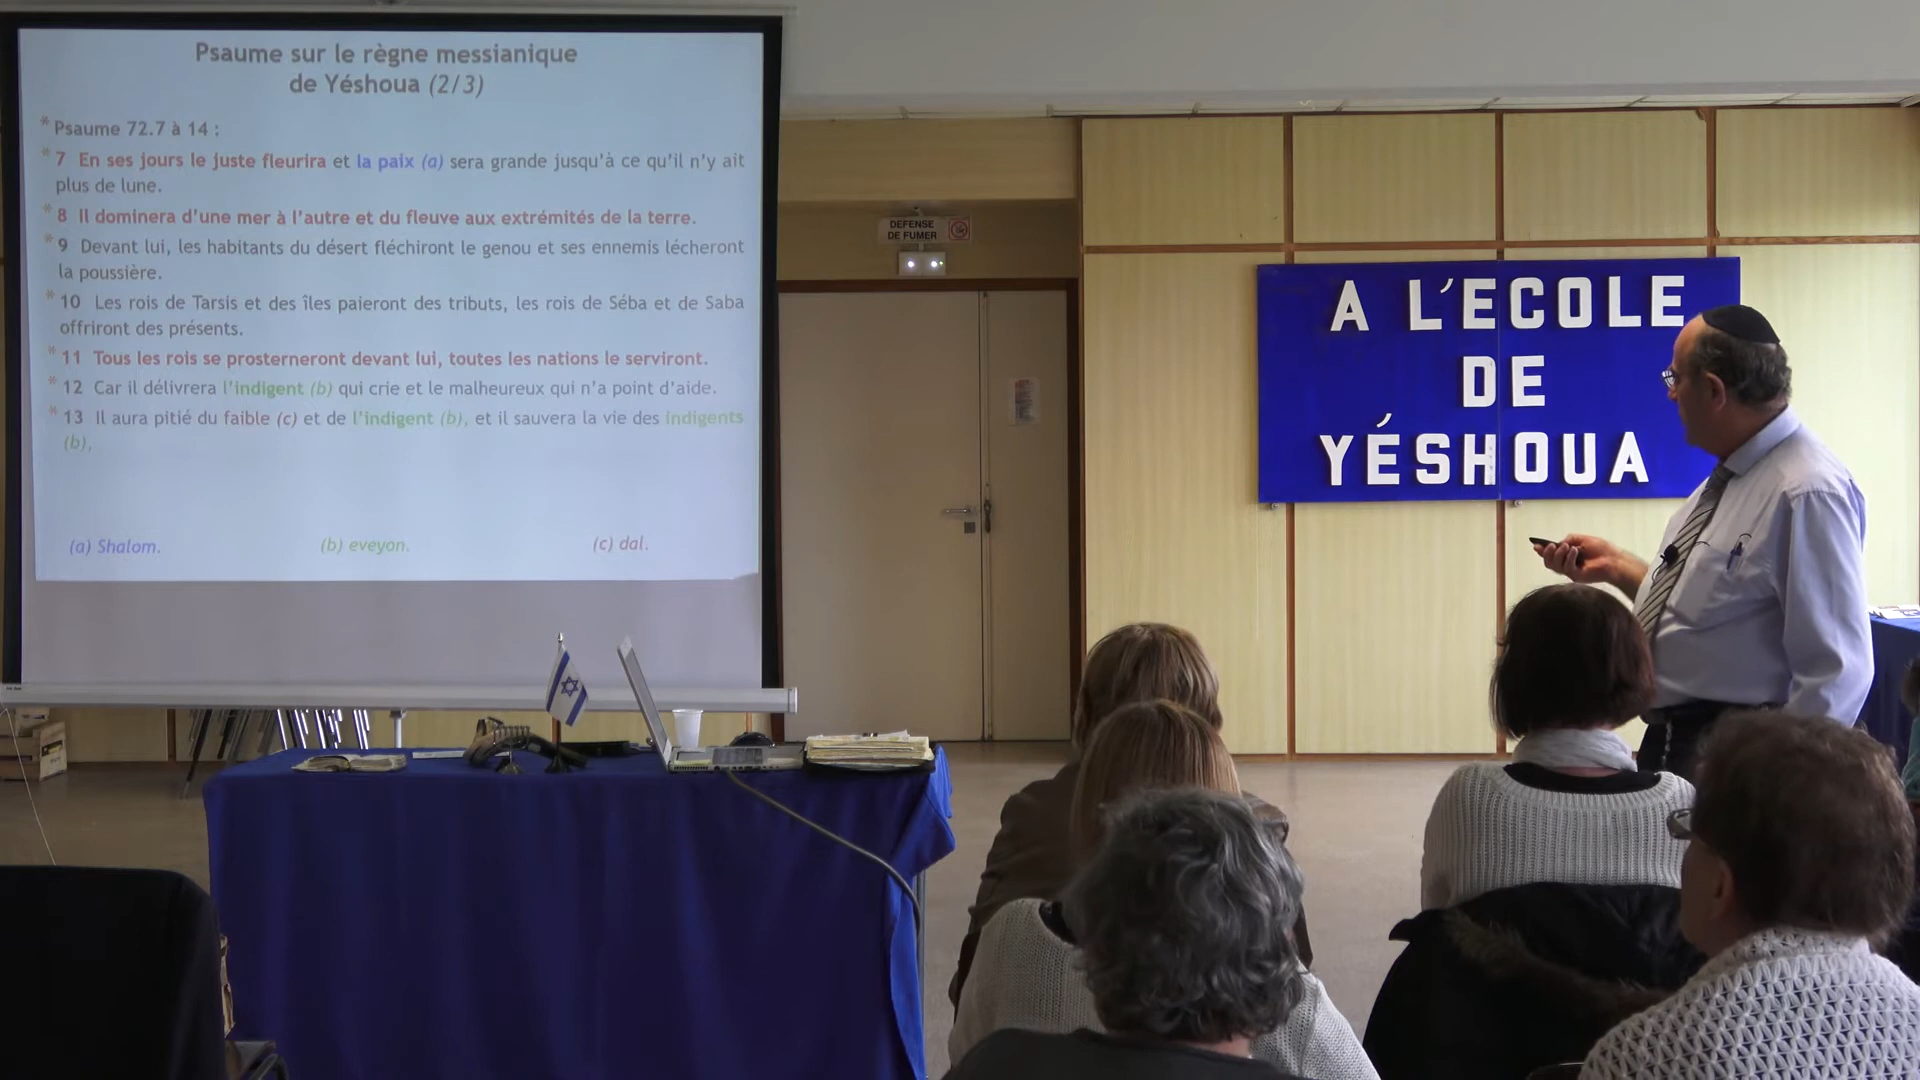 Psaume sur le règne messianique
de Yéshoua (2/3)
* Psaume 72.7 à 14 :
* 7 En ses jours le juste fleurira et la paix (a) sera grande jusqu'à ce qu'il n'y ait
plus de lune.
* 8 Il dominera d'une mer à l'autre et du fleuve aux extrémités de la terre.
* 9 Devant lui, les habitants du désert fléchiront le genou et ses ennemis lécheront
la poussière.
* 10 Les rois de Tarsis et des îles paieront des tributs, les rois de Séba et de Saba
offriront des présents.
* 11 Tous les rois se prosterneront devant lui, toutes les nations le serviront.
* 12 Car il délivrera l'indigent (b) qui crie et le malheureux qui n'a point d'aide.
* 13 Il aura pitié du faible (c) et de l'indigent (b), et il sauvera la vie des indigents
(b),
(a) Shalom. (b) eveyon. (c) dal.
DEFENSE
DE FUMER
A L'ECOLE
DE
YÉSHOUA